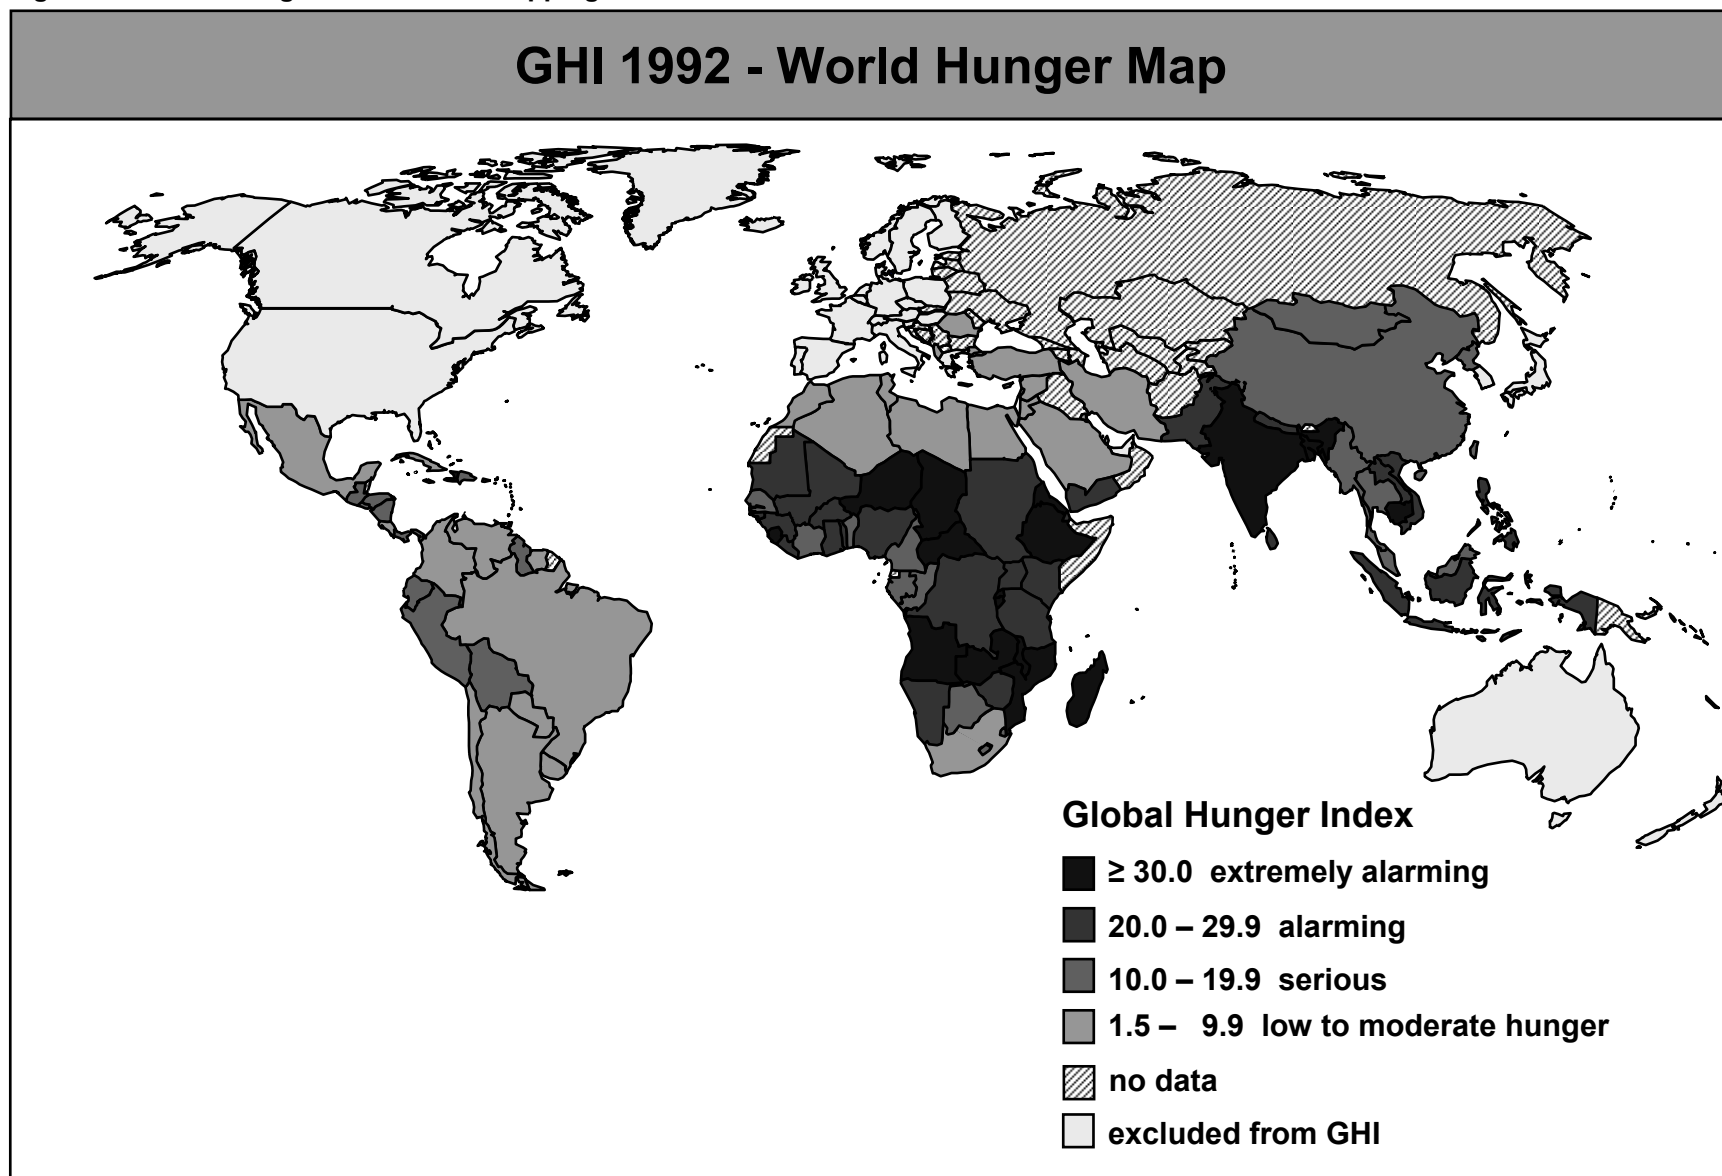 GHI 1992 - World Hunger Map
Global Hunger Index
≥ 30.0 extremely alarming
20.0 – 29.9 alarming
10.0 – 19.9 serious
1.5 – 9.9 low to moderate hunger
no data
excluded from GHI